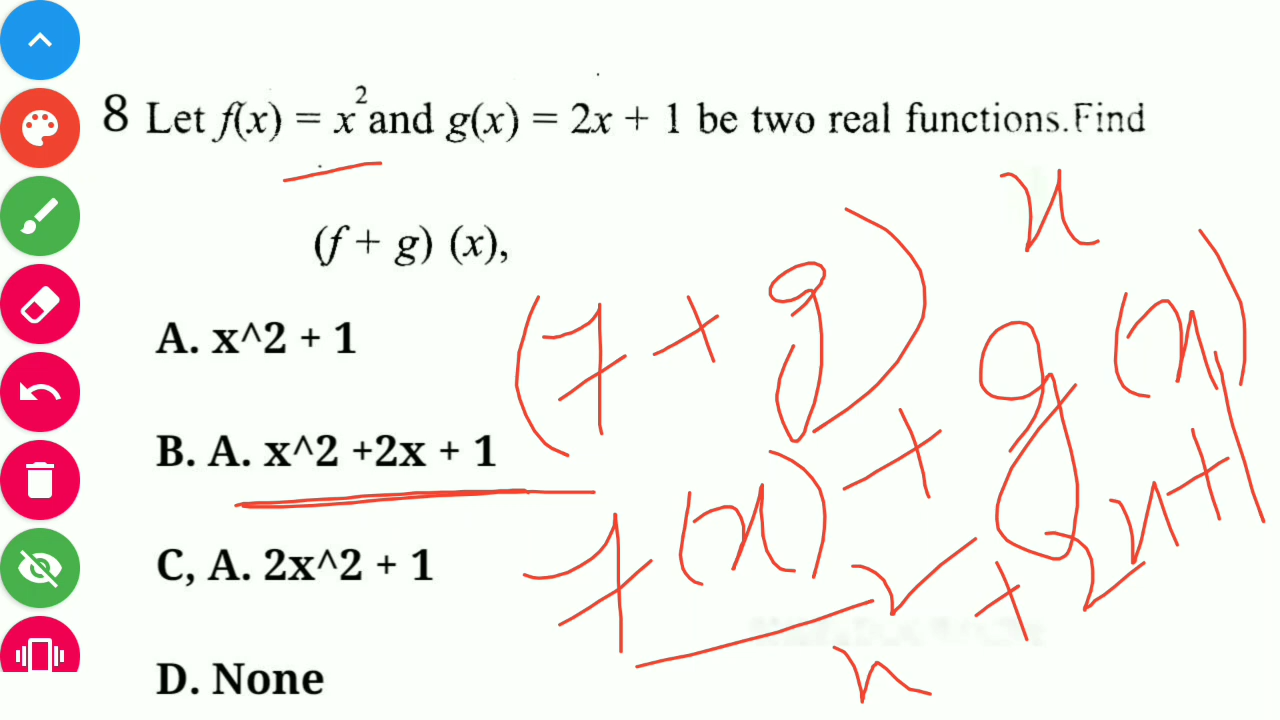 8 Let f(x) = x² and g(x) = 2x + 1 be two real functions. Find
(f + g) (x),
A. x^2 + 1
B. A. x^2 +2x + 1
C, A. 2x^2 + 1
D. None
(f + g) x
f(x) + g(x)
+ 2x+1